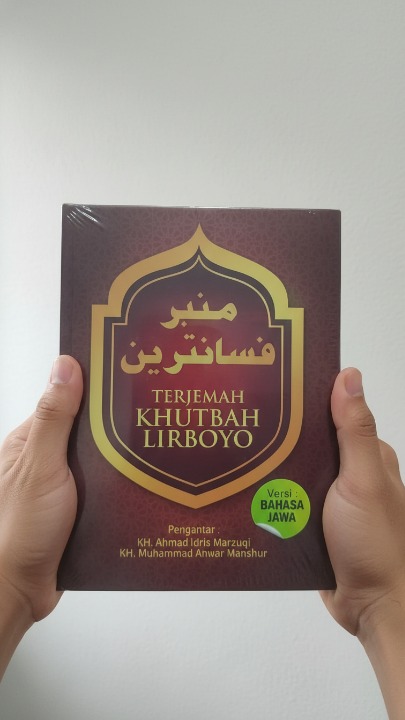 منبر
فسانترين
TERJEMAH
KHUTBAH
LIRBOYO
Versi :
BAHASA
JAWA
Pengantar :
KH. Ahmad Idris Marzuqi
KH. Muhammad Anwar Manshur